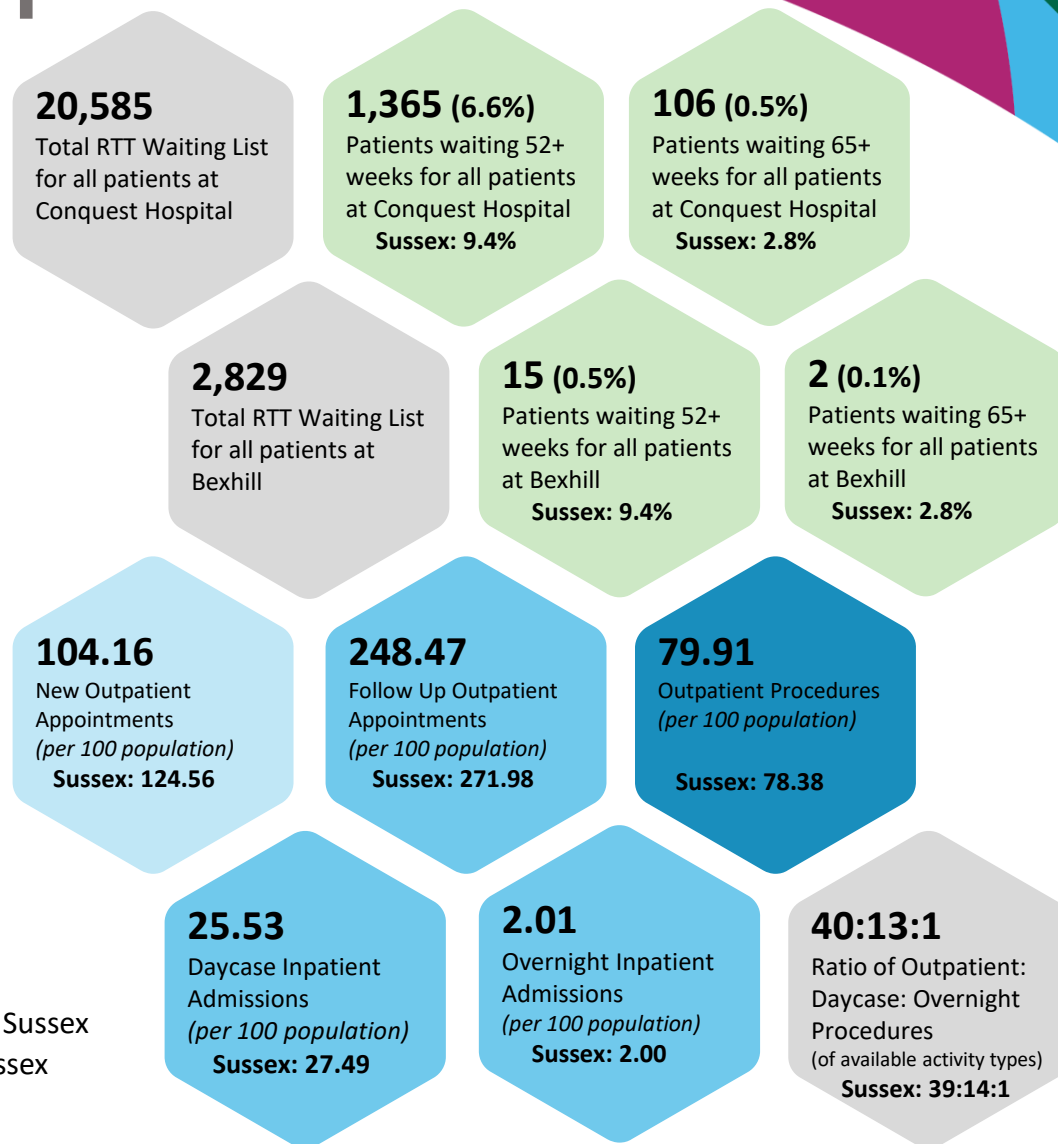 20,585
Total RTT Waiting List
for all patients at
Conquest Hospital
1,365 (6.6%)
Patients waiting 52+
weeks for all patients
at Conquest Hospital
Sussex: 9.4%
106 (0.5%)
Patients waiting 65+
weeks for all patients
at Conquest Hospital
Sussex: 2.8%
2,829
Total RTT Waiting List
for all patients at
Bexhill
15 (0.5%)
Patients waiting 52+
weeks for all patients
at Bexhill
Sussex: 9.4%
2 (0.1%)
Patients waiting 65+
weeks for all patients
at Bexhill
Sussex: 2.8%
104.16
New Outpatient
Appointments
(per 100 population)
Sussex: 124.56
248.47
Follow Up Outpatient
Appointments
(per 100 population)
Sussex: 271.98
79.91
Outpatient Procedures
(per 100 population)
Sussex: 78.38
25.53
Daycase Inpatient
Admissions
(per 100 population)
Sussex: 27.49
2.01
Overnight Inpatient
Admissions
(per 100 population)
Sussex: 2.00
40:13:1
Ratio of Outpatient:
Daycase: Overnight
Procedures
(of available activity types)
Sussex: 39:14:1
Sussex